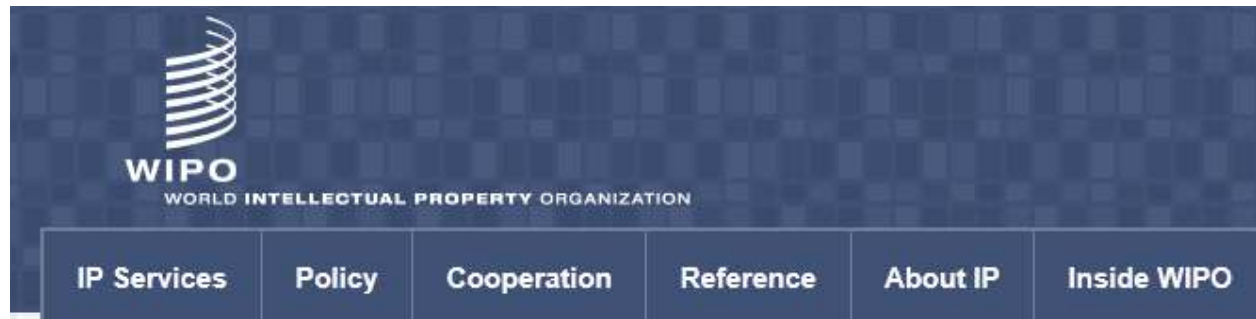 WIPO
WORLD INTELLECTUAL PROPERTY ORGANIZATION
IP Services Policy Cooperation Reference About IP Inside WIPO